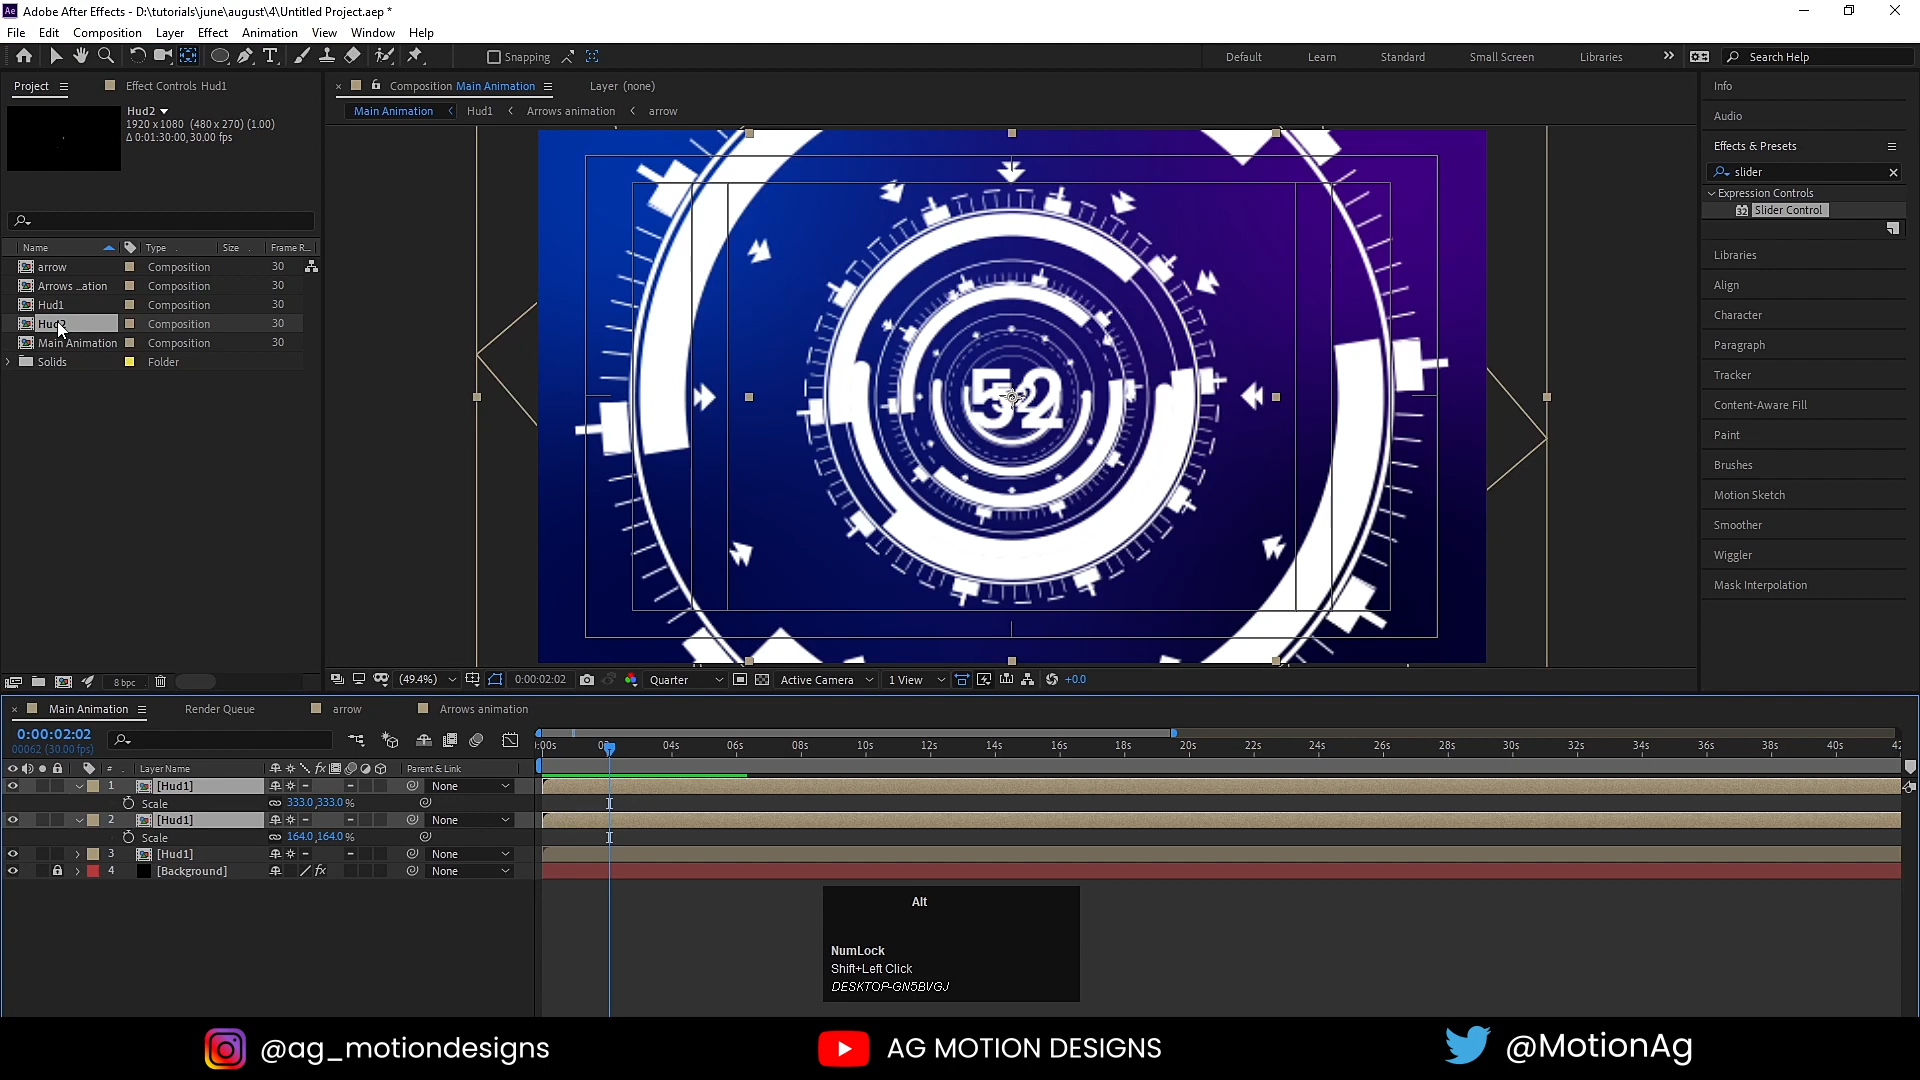 Adobe After Effects - D:\tutorials\june\august\4\Untitled Project.aep *
File Edit Composition Layer Effect Animation View Window Help
Snapping
Default Learn Standard Small Screen Libraries
Search Help
Project
Effect Controls Hud1
Composition Main Animation
Layer (none)
Main Animation Hud1 Arrows animation arrow
Hud2
1920 x 1080 (480 x 270) (1.00)
Δ 0:01:30:00, 30.00 fps
Name Type Size Frame R...
arrow Composition 30
Arrows ...ation Composition 30
Hud1 Composition 30
Hud2 Composition 30
Main Animation Composition 30
Solids Folder
8 bpc
52
(49.4%) 0:00:02:02 Quarter Active Camera 1 View +0.0
Info
Audio
Effects & Presets
slider
Expression Controls
Slider Control
Libraries
Align
Character
Paragraph
Tracker
Content-Aware Fill
Paint
Brushes
Motion Sketch
Smoother
Wiggler
Mask Interpolation
Main Animation Render Queue arrow Arrows animation
0:00:02:02
00062 (30.00 fps)
# Layer Name Parent & Link
1 [Hud1] None
Scale 333.0,333.0 %
2 [Hud1] None
Scale 164.0,164.0 %
3 [Hud1] None
4 [Background] None
:00s 04s 06s 08s 10s 12s 14s 16s 18s 20s 22s 24s 26s 28s 30s 32s 34s 36s 38s 40s 42
Alt
NumLock
Shift+Left Click
DESKTOP-GN5BVGJ
@ag_motiondesigns
AG MOTION DESIGNS
@MotionAg